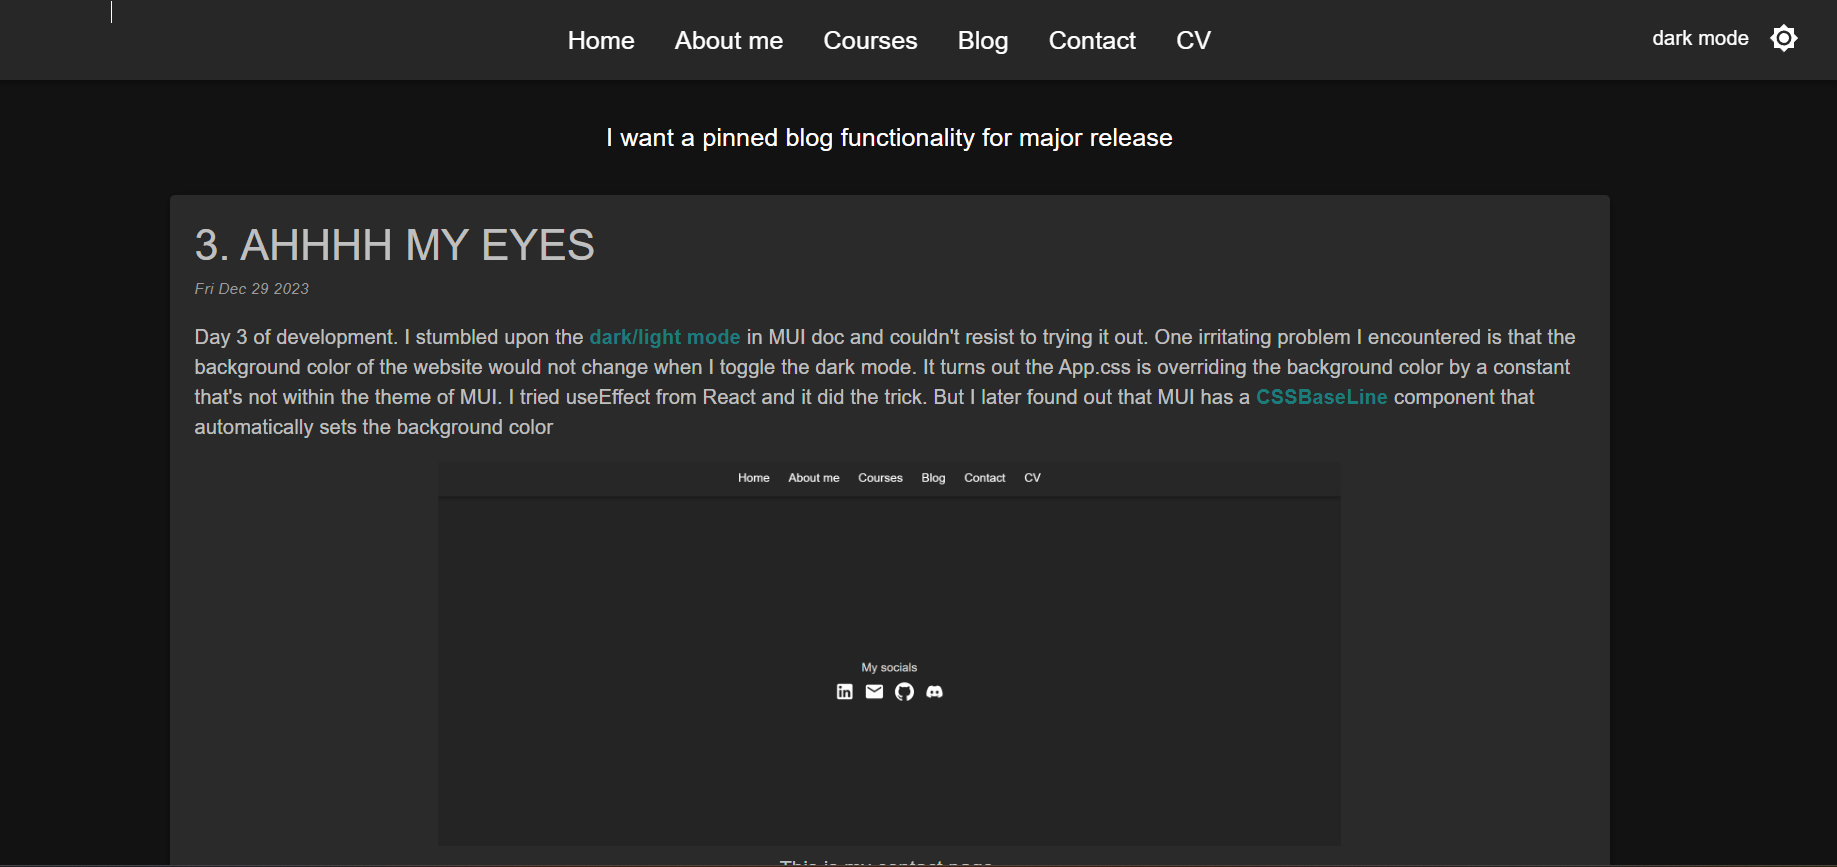 Home About me Courses Blog Contact CV dark mode
I want a pinned blog functionality for major release
3. AHHHH MY EYES
Fri Dec 29 2023
Day 3 of development. I stumbled upon the dark/light mode in MUI doc and couldn't resist to trying it out. One irritating problem I encountered is that the
background color of the website would not change when I toggle the dark mode. It turns out the App.css is overriding the background color by a constant
that's not within the theme of MUI. I tried useEffect from React and it did the trick. But I later found out that MUI has a CSSBaseLine component that
automatically sets the background color
Home About me Courses Blog Contact CV
My socials
in
This is my contact page